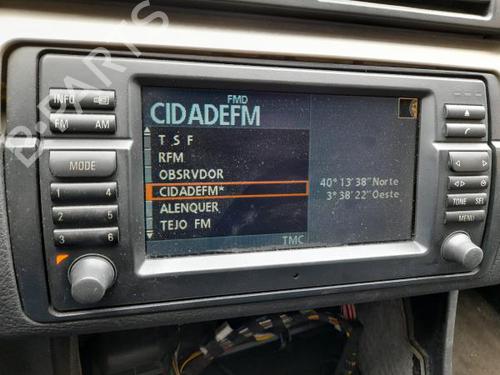 B-PARTS
FMD
CIDADEFM
T S F
RFM
OBSRVDOR
CIDADEFM*
ALENQUER
TEJO FM
40° 13'38" Norte
3° 38'22" Oeste
TMC
INFO
FM AM
MODE
1 4
2 5
3 6
TONE SEL
MENU